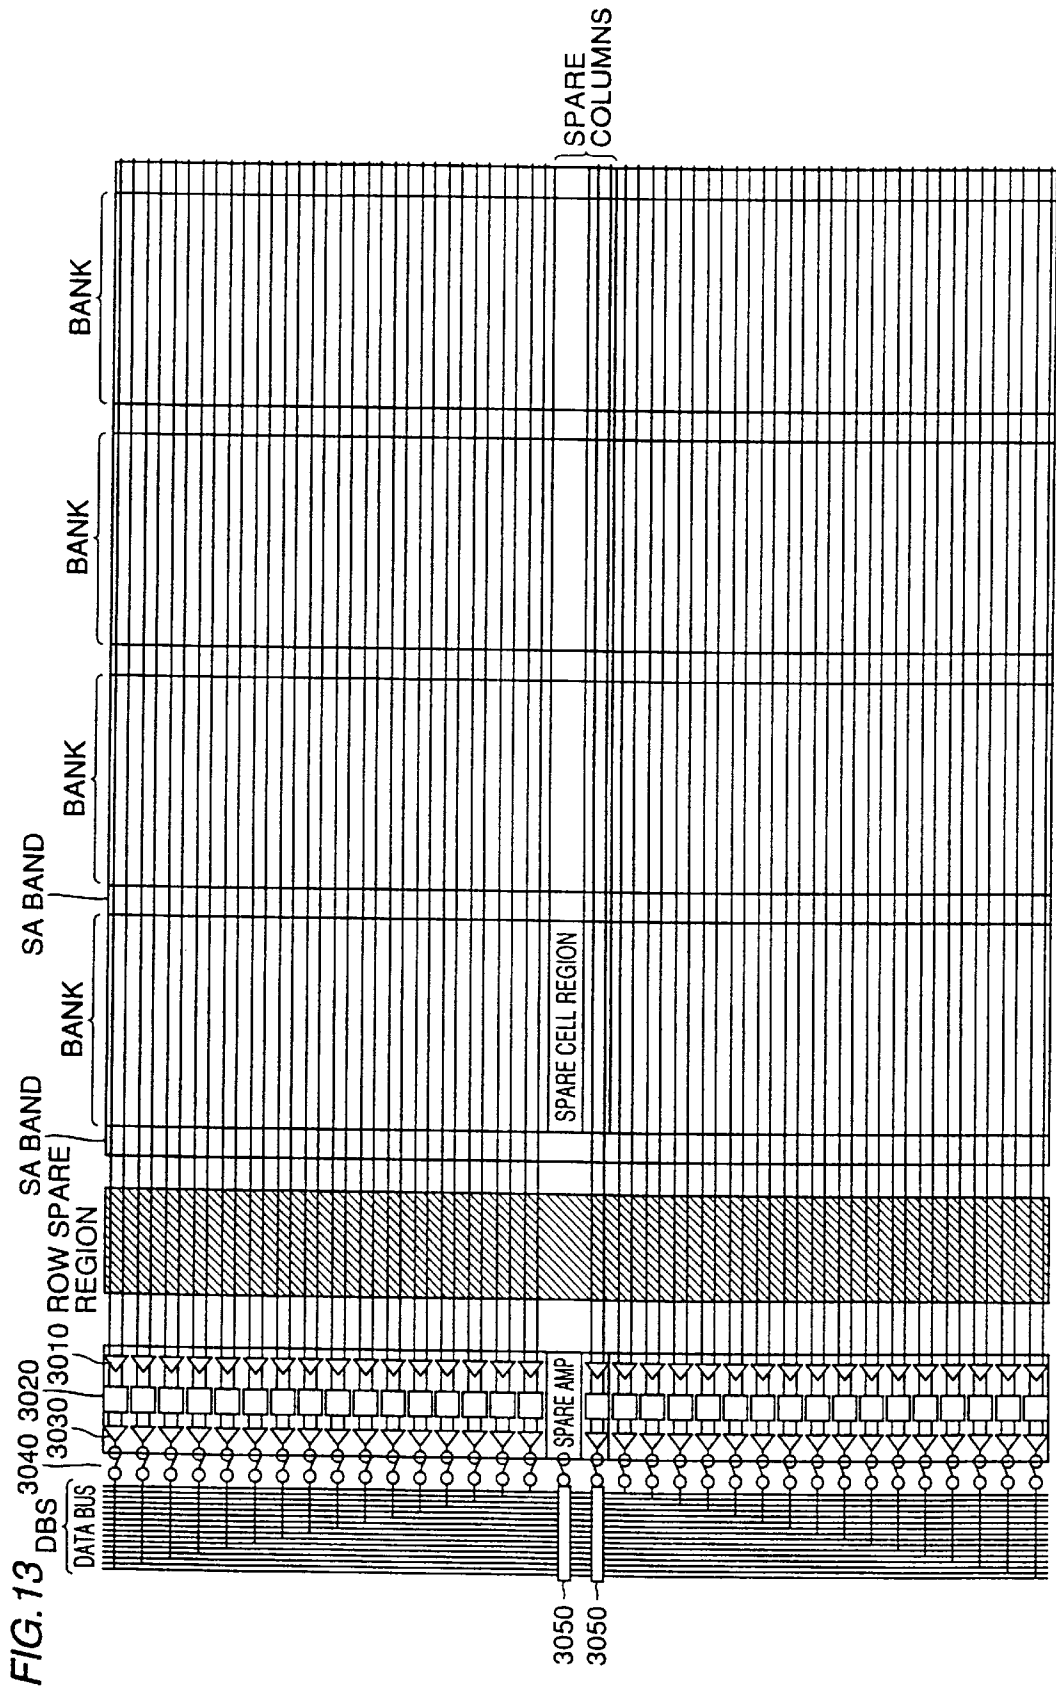 FIG. 13
DBS
DATA BUS
3040
3030
3020
3010
ROW SPARE
REGION
SA BAND
BANK
SA BAND
BANK
BANK
BANK
SPARE
COLUMNS
SPARE CELL REGION
SPARE AMP
3050
3050